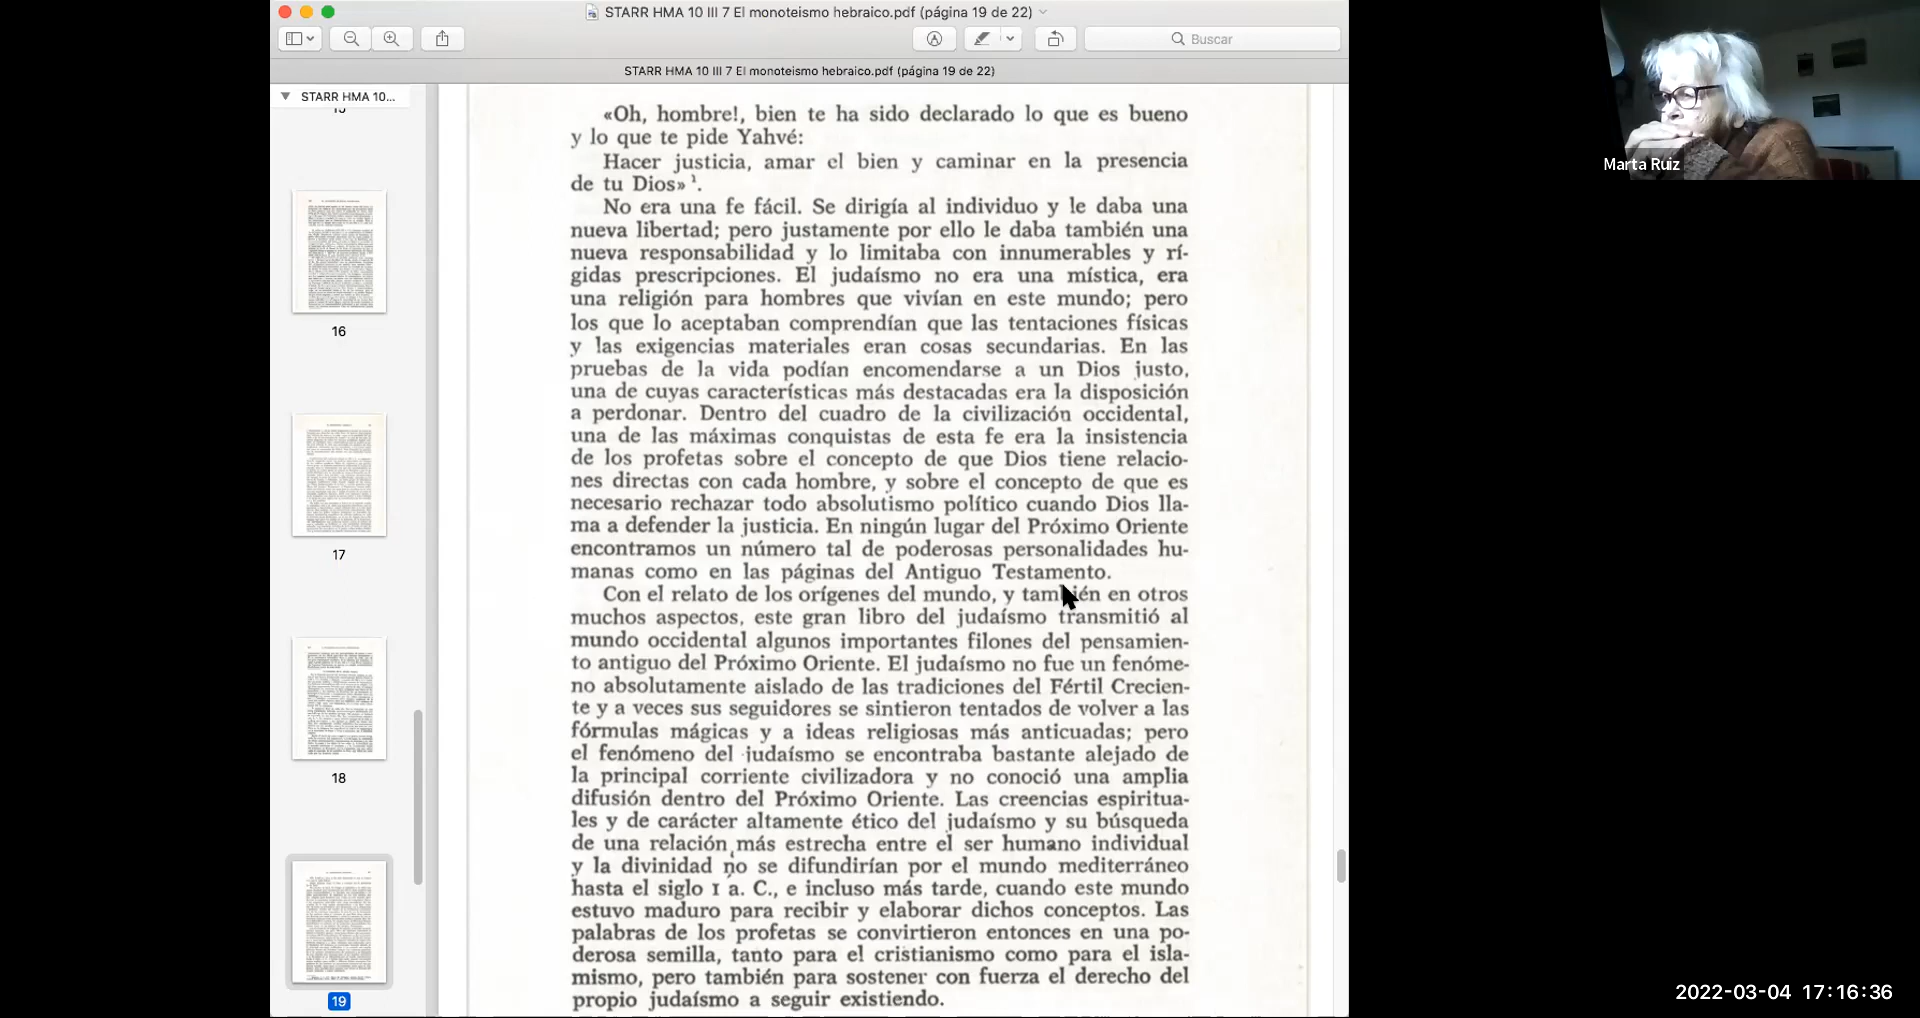 STARR HMA 10 III 7 El monoteismo hebraico.pdf (página 19 de 22)
Buscar
STARR HMA 10 III 7 El monoteismo hebraico.pdf (página 19 de 22)
STARR HMA 10...
15
16
17
18
19
«Oh, hombre!, bien te ha sido declarado lo que es bueno
y lo que te pide Yahvé:
Hacer justicia, amar el bien y caminar en la presencia
de tu Dios» ¹.
No era una fe fácil. Se dirigía al individuo y le daba una
nueva libertad; pero justamente por ello le daba también una
nueva responsabilidad y lo limitaba con innumerables y rí-
gidas prescripciones. El judaísmo no era una mística, era
una religión para hombres que vivían en este mundo; pero
los que lo aceptaban comprendían que las tentaciones físicas
y las exigencias materiales eran cosas secundarias. En las
pruebas de la vida podían encomendarse a un Dios justo,
una de cuyas características más destacadas era la disposición
a perdonar. Dentro del cuadro de la civilización occidental,
una de las máximas conquistas de esta fe era la insistencia
de los profetas sobre el concepto de que Dios tiene relacio-
nes directas con cada hombre, y sobre el concepto de que es
necesario rechazar todo absolutismo político cuando Dios lla-
ma a defender la justicia. En ningún lugar del Próximo Oriente
encontramos un número tal de poderosas personalidades hu-
manas como en las páginas del Antiguo Testamento.
Con el relato de los orígenes del mundo, y también en otros
muchos aspectos, este gran libro del judaísmo transmitió al
mundo occidental algunos importantes filones del pensamien-
to antiguo del Próximo Oriente. El judaísmo no fue un fenóme-
no absolutamente aislado de las tradiciones del Fértil Crecien-
te y a veces sus seguidores se sintieron tentados de volver a las
fórmulas mágicas y a ideas religiosas más anticuadas; pero
el fenómeno del judaísmo se encontraba bastante alejado de
la principal corriente civilizadora y no conoció una amplia
difusión dentro del Próximo Oriente. Las creencias espiritua-
les y de carácter altamente ético del judaísmo y su búsqueda
de una relación más estrecha entre el ser humano individual
y la divinidad no se difundirían por el mundo mediterráneo
hasta el siglo I a. C., e incluso más tarde, cuando este mundo
estuvo maduro para recibir y elaborar dichos conceptos. Las
palabras de los profetas se convirtieron entonces en una po-
derosa semilla, tanto para el cristianismo como para el isla-
mismo, pero también para sostener con fuerza el derecho del
propio judaísmo a seguir existiendo.
Marta Ruiz
2022-03-04 17:16:36